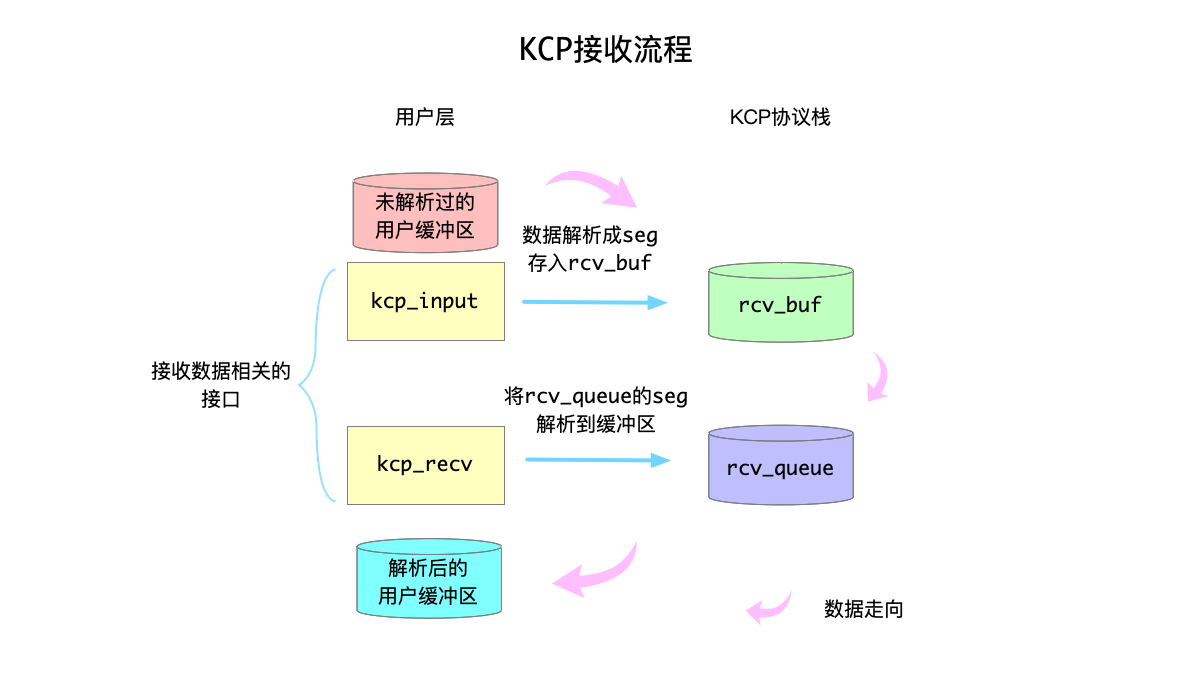 KCP接收流程
用户层
KCP协议栈
未解析过的
用户缓冲区
数据解析成seg
存入rcv_buf
kcp_input
rcv_buf
接收数据相关的
接口
将rcv_queue的seg
解析到缓冲区
kcp_recv
rcv_queue
解析后的
用户缓冲区
数据走向